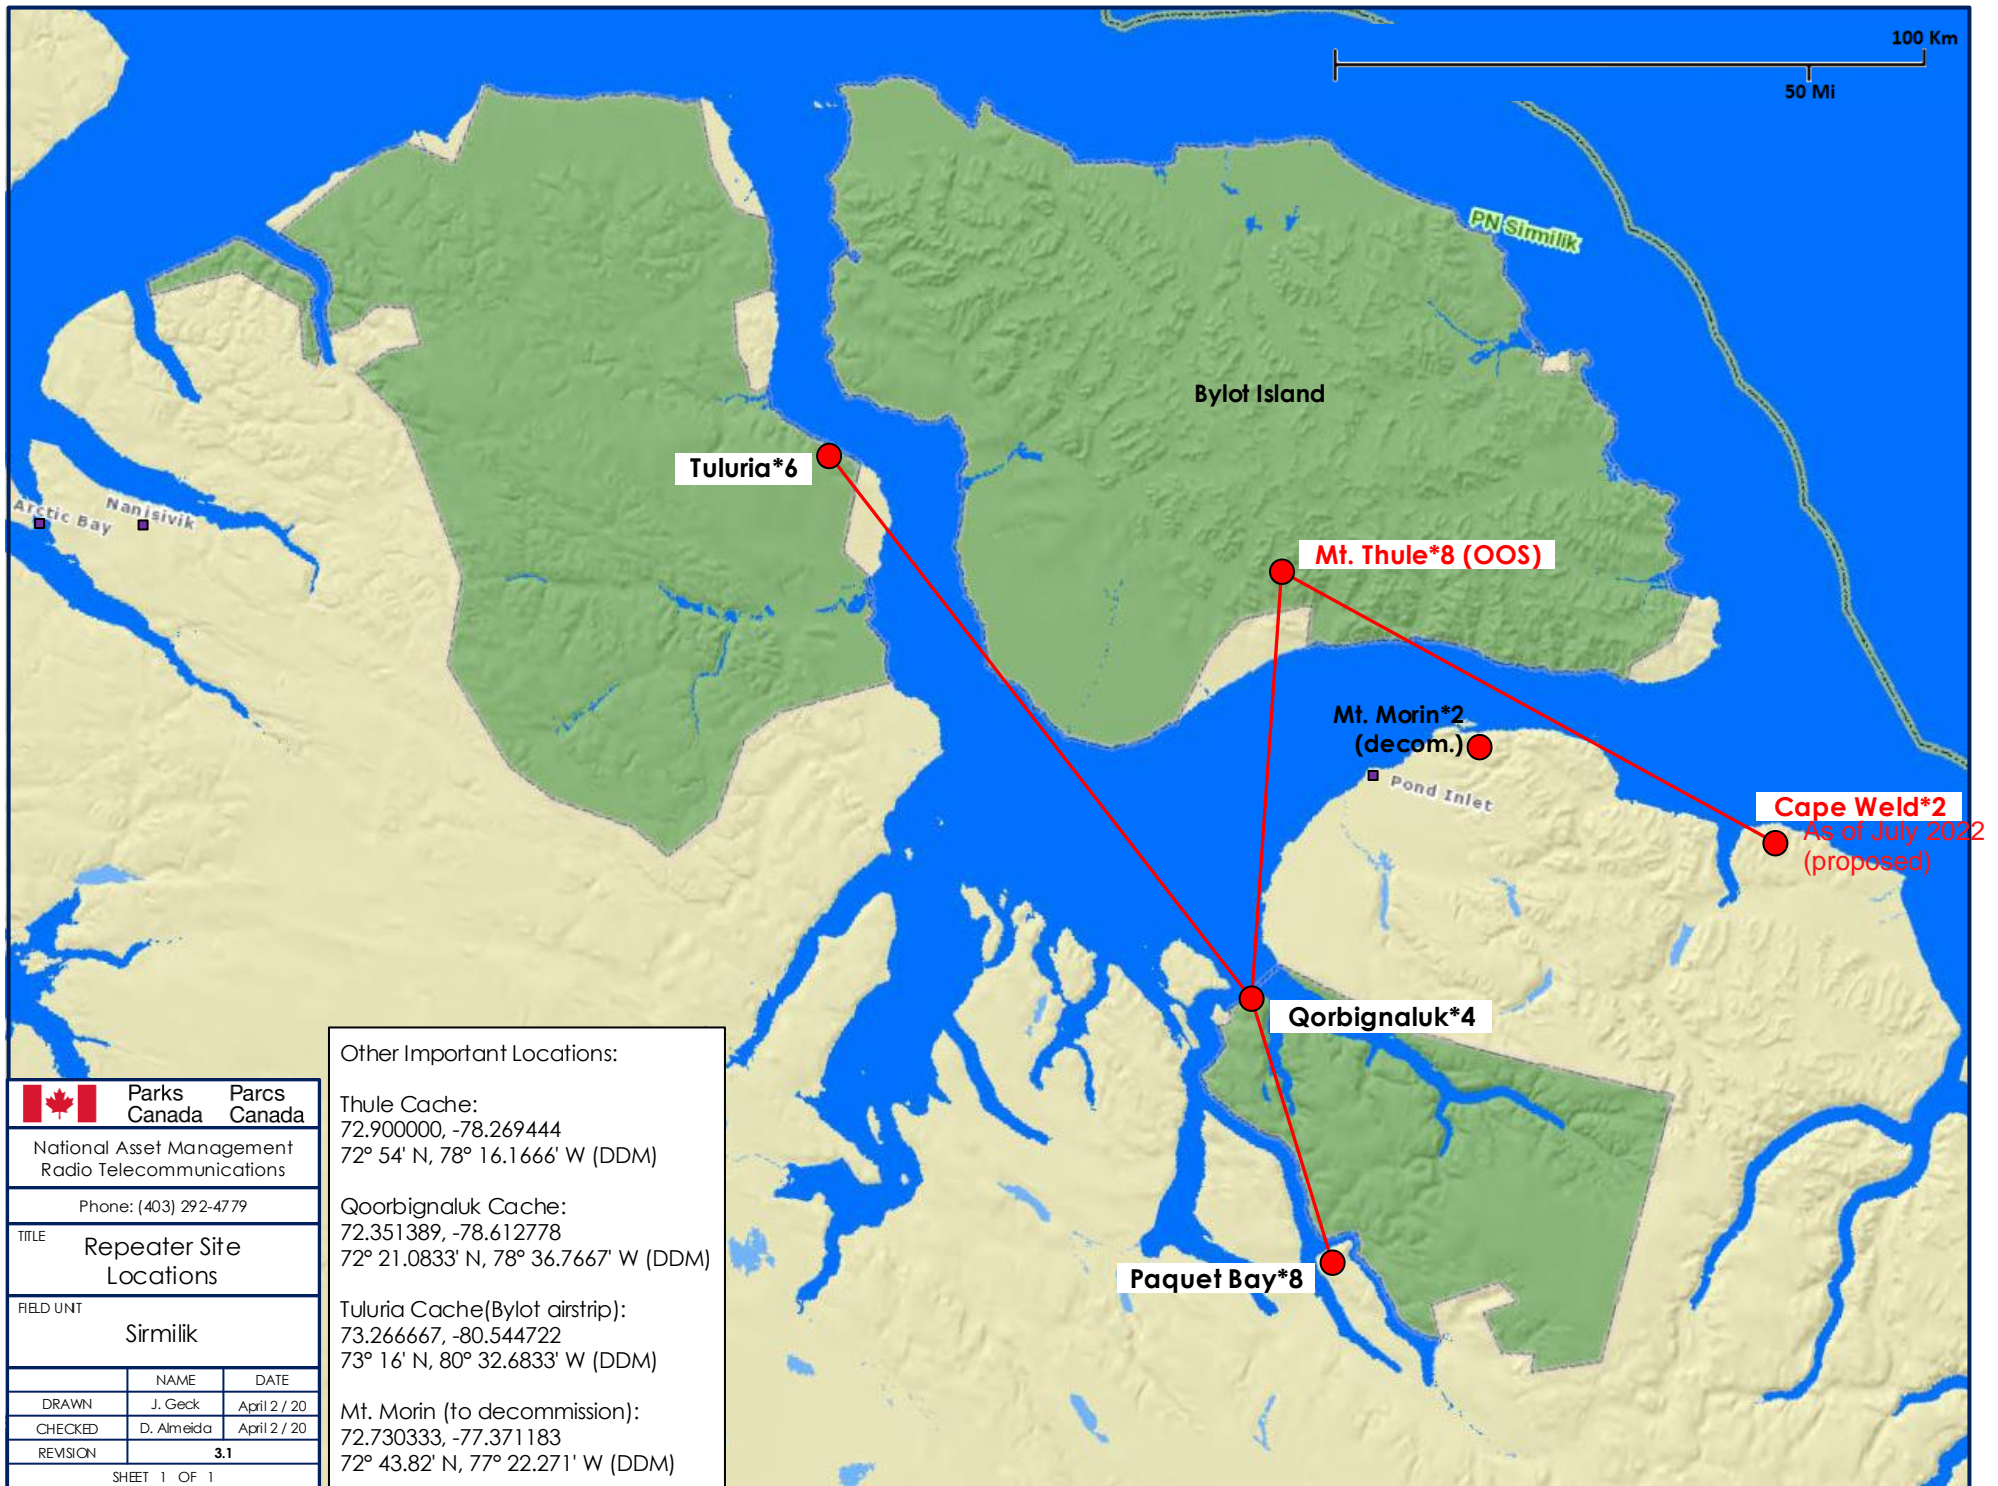 100 Km
50 Mi
PN Sirmilik
Bylot Island
Tuluria*6
Arctic Bay
Nanisivik
Mt. Thule*8 (OOS)
Mt. Morin*2
(decom.)
Pond Inlet
Cape Weld*2
As of July 2022
(proposed)
Qorbignaluk*4
Paquet Bay*8
Other Important Locations:
Thule Cache:
72.900000, -78.269444
72° 54' N, 78° 16.1666' W (DDM)
Qoorbignaluk Cache:
72.351389, -78.612778
72° 21.0833' N, 78° 36.7667' W (DDM)
Tuluria Cache(Bylot airstrip):
73.266667, -80.544722
73° 16' N, 80° 32.6833' W (DDM)
Mt. Morin (to decommission):
72.730333, -77.371183
72° 43.82' N, 77° 22.271' W (DDM)
Parks Parcs
Canada Canada
National Asset Management
Radio Telecommunications
Phone: (403) 292-4779
TITLE
Repeater Site
Locations
FIELD UNIT
Sirmilik
NAME DATE
DRAWN J. Geck April 2 / 20
CHECKED D. Almeida April 2 / 20
REVISION 3.1
SHEET 1 OF 1